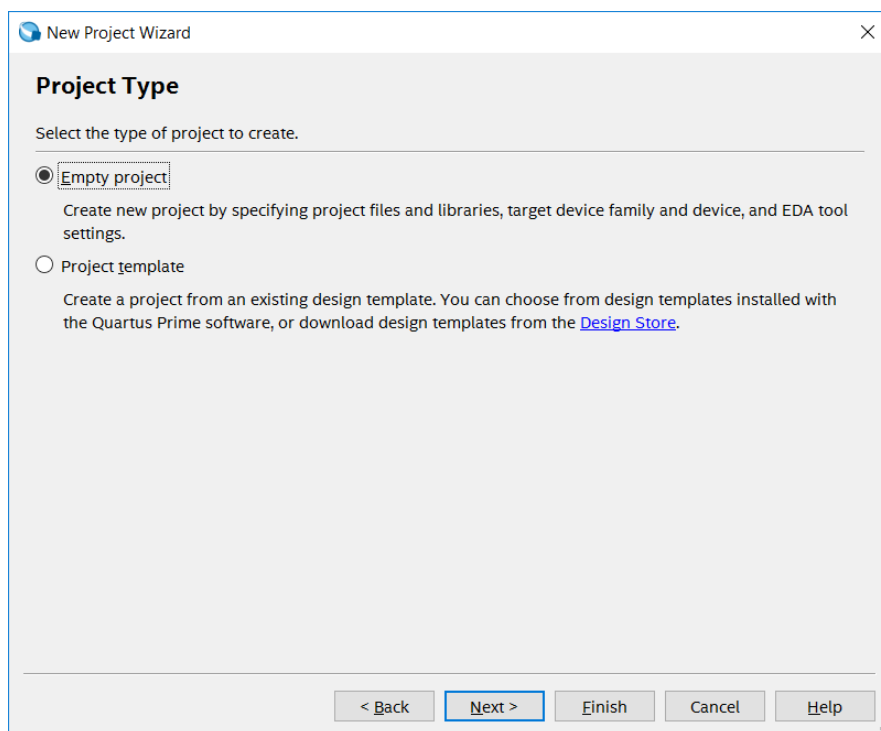 New Project Wizard
Project Type
Select the type of project to create.
Empty project
Create new project by specifying project files and libraries, target device family and device, and EDA tool
settings.
Project template
Create a project from an existing design template. You can choose from design templates installed with
the Quartus Prime software, or download design templates from the Design Store.
< Back Next > Finish Cancel Help